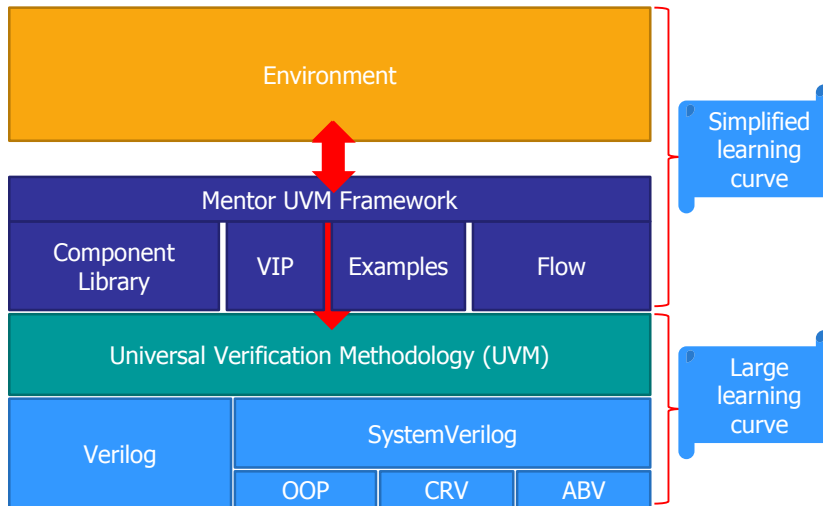 Environment
Simplified
learning
curve
Mentor UVM Framework
Component
Library
VIP
Examples
Flow
Universal Verification Methodology (UVM)
Large
learning
curve
Verilog
SystemVerilog
OOP
CRV
ABV